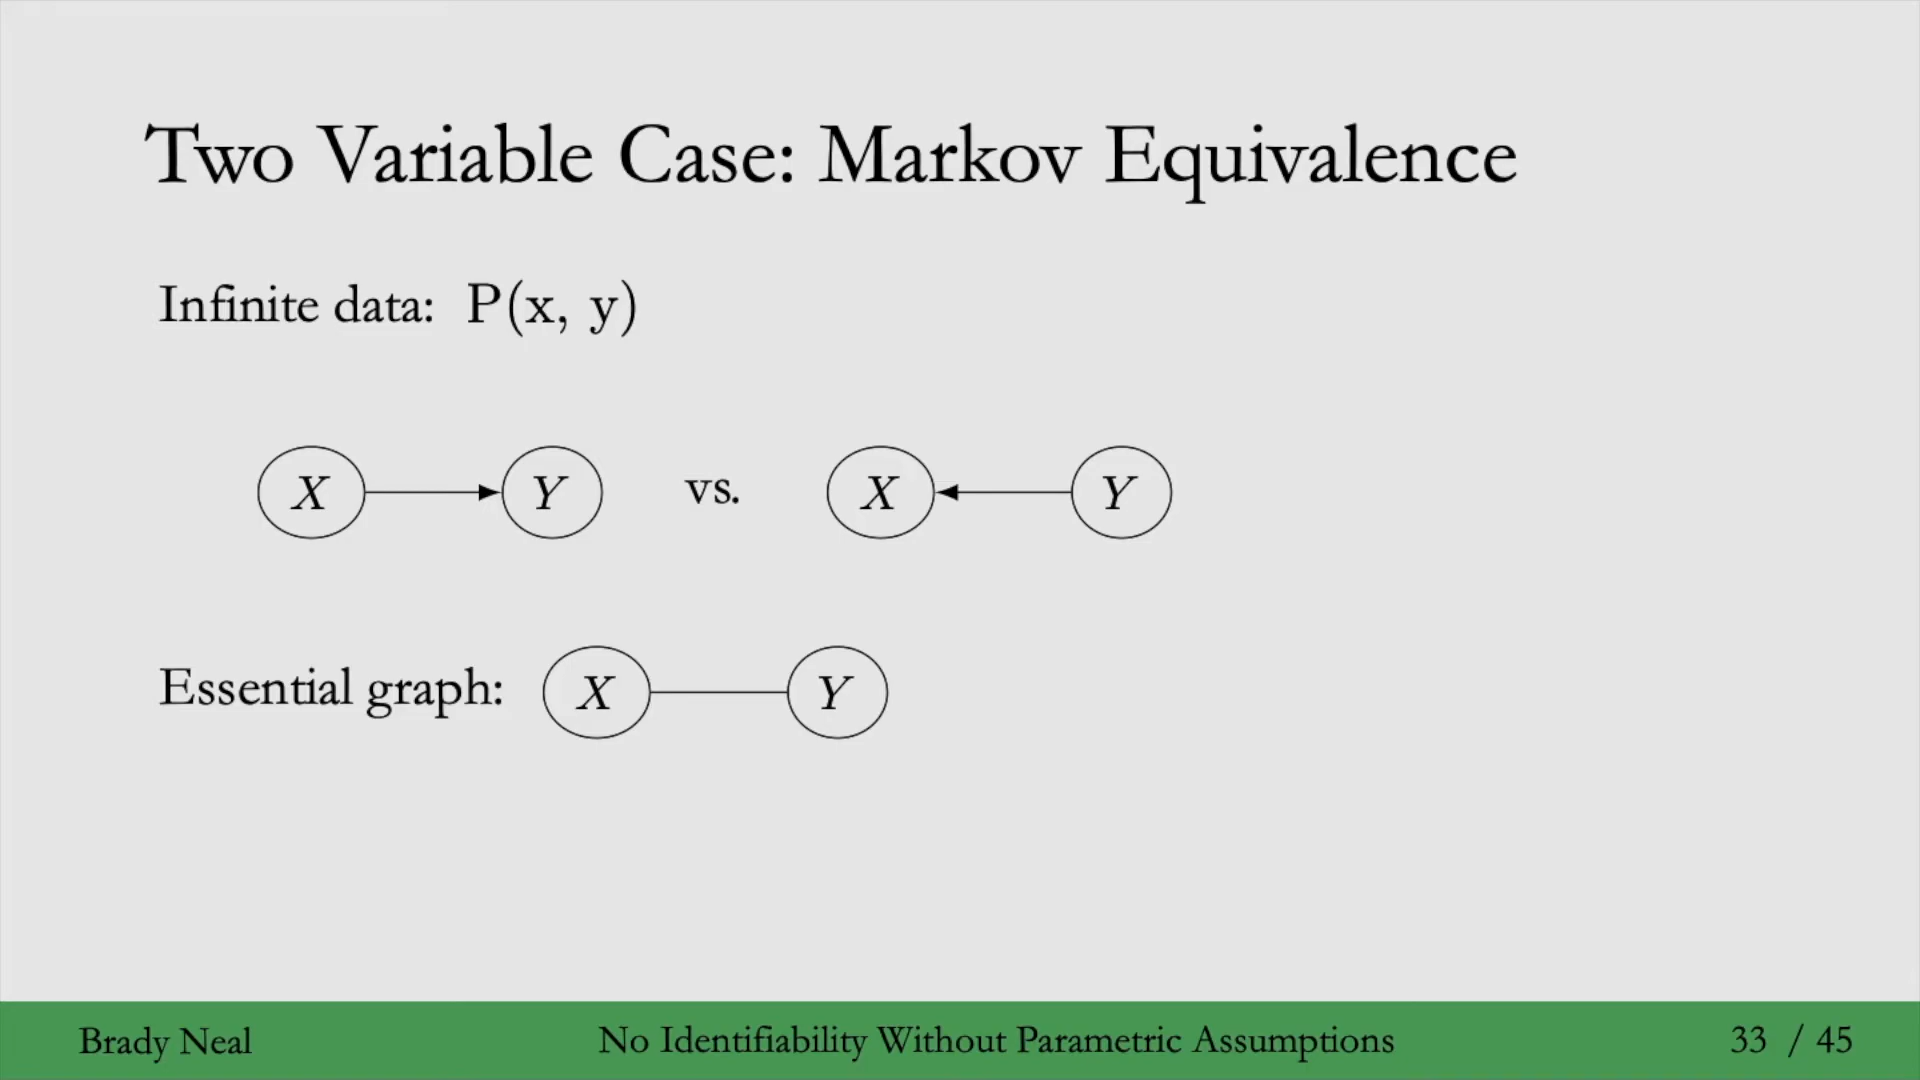 Two Variable Case: Markov Equivalence
Infinite data: P(x, y)
X Y vs. X Y
Essential graph: X Y
Brady Neal No Identifiability Without Parametric Assumptions 33 / 45